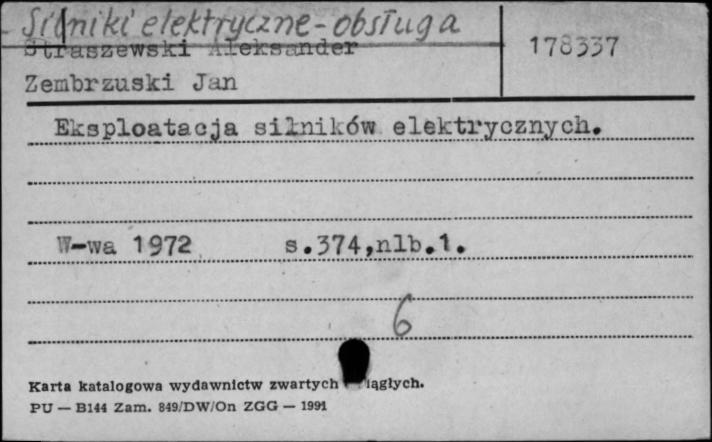 - Silniki elektryczne - obsługa
Straszewski Aleksander
178337
Zembrzuski Jan
Eksploatacja silników elektrycznych.
W-wa 1972 s.374,nlb.1.
6
Karta katalogowa wydawnictw zwartych iągłych.
PU — B144 Zam. 849/DW/On ZGG — 1991